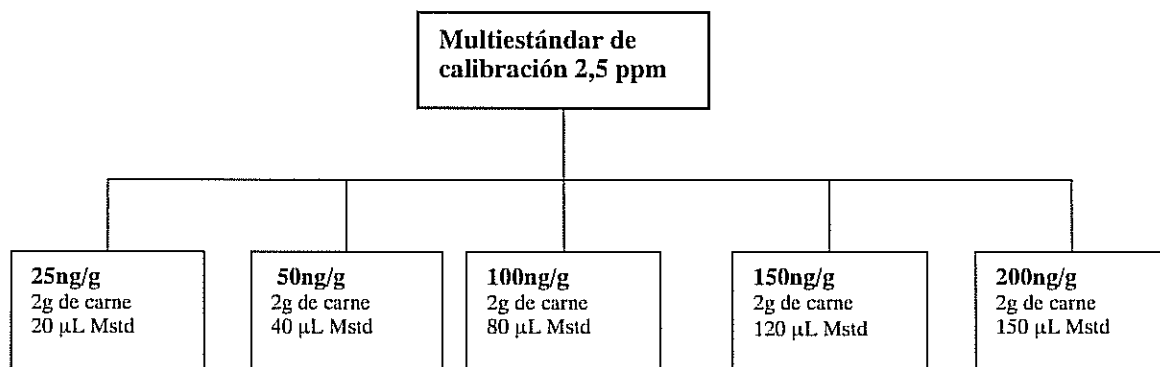 Multiestándar de
calibración 2,5 ppm
25ng/g
2g de carne
20 µL Mstd
50ng/g
2g de carne
40 µL Mstd
100ng/g
2g de carne
80 µL Mstd
150ng/g
2g de carne
120 µL Mstd
200ng/g
2g de carne
150 µL Mstd